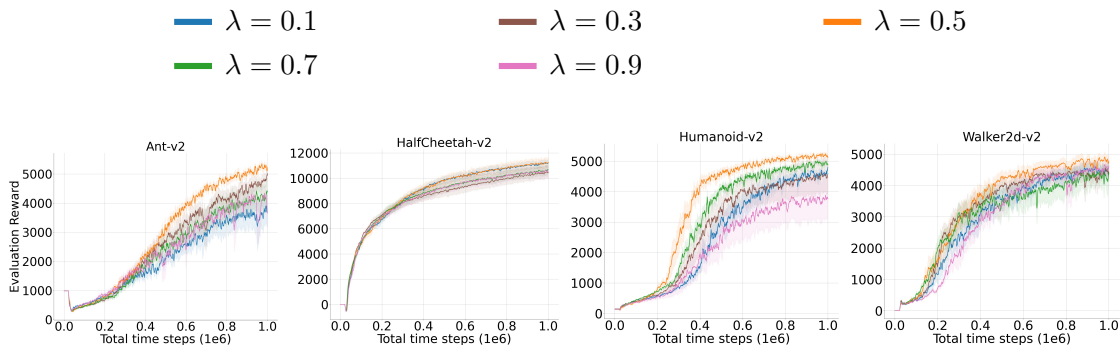 λ = 0.1 λ = 0.3 λ = 0.5
λ = 0.7 λ = 0.9
Ant-v2
Evaluation Reward
5000
4000
3000
2000
1000
0
0.0 0.2 0.4 0.6 0.8 1.0
Total time steps (1e6)
HalfCheetah-v2
12000
10000
8000
6000
4000
2000
0
0.0 0.2 0.4 0.6 0.8 1.0
Total time steps (1e6)
Humanoid-v2
5000
4000
3000
2000
1000
0
0.0 0.2 0.4 0.6 0.8 1.0
Total time steps (1e6)
Walker2d-v2
5000
4000
3000
2000
1000
0
0.0 0.2 0.4 0.6 0.8 1.0
Total time steps (1e6)